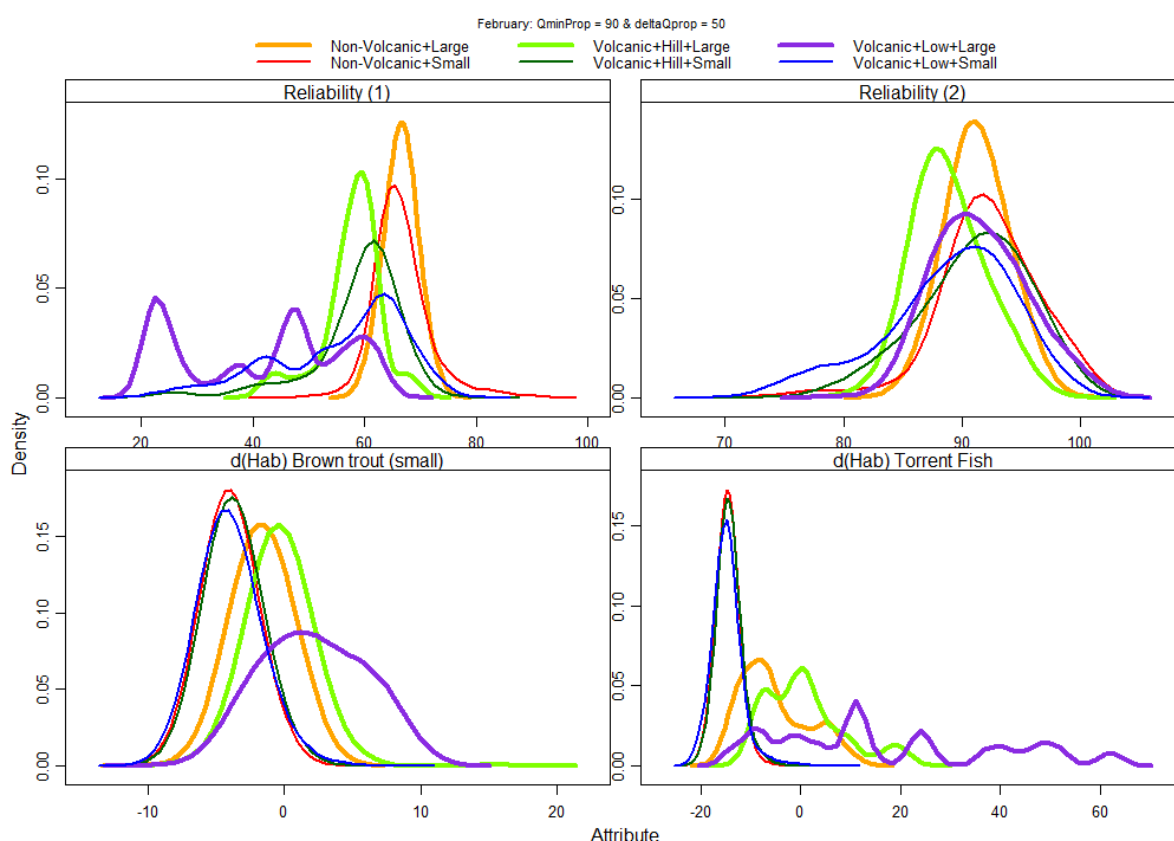 February: QminProp = 90 & deltaQprop = 50
Non-Volcanic+Large Volcanic+Hill+Large Volcanic+Low+Large
Non-Volcanic+Small Volcanic+Hill+Small Volcanic+Low+Small
Reliability (1)
0.00 0.05 0.10
20 40 60 80 100
Reliability (2)
0.00 0.05 0.10
70 80 90 100
Density
d(Hab) Brown trout (small)
0.00 0.05 0.10 0.15
-10 0 10 20
d(Hab) Torrent Fish
0.00 0.05 0.10 0.15
-20 0 20 40 60
Attribute